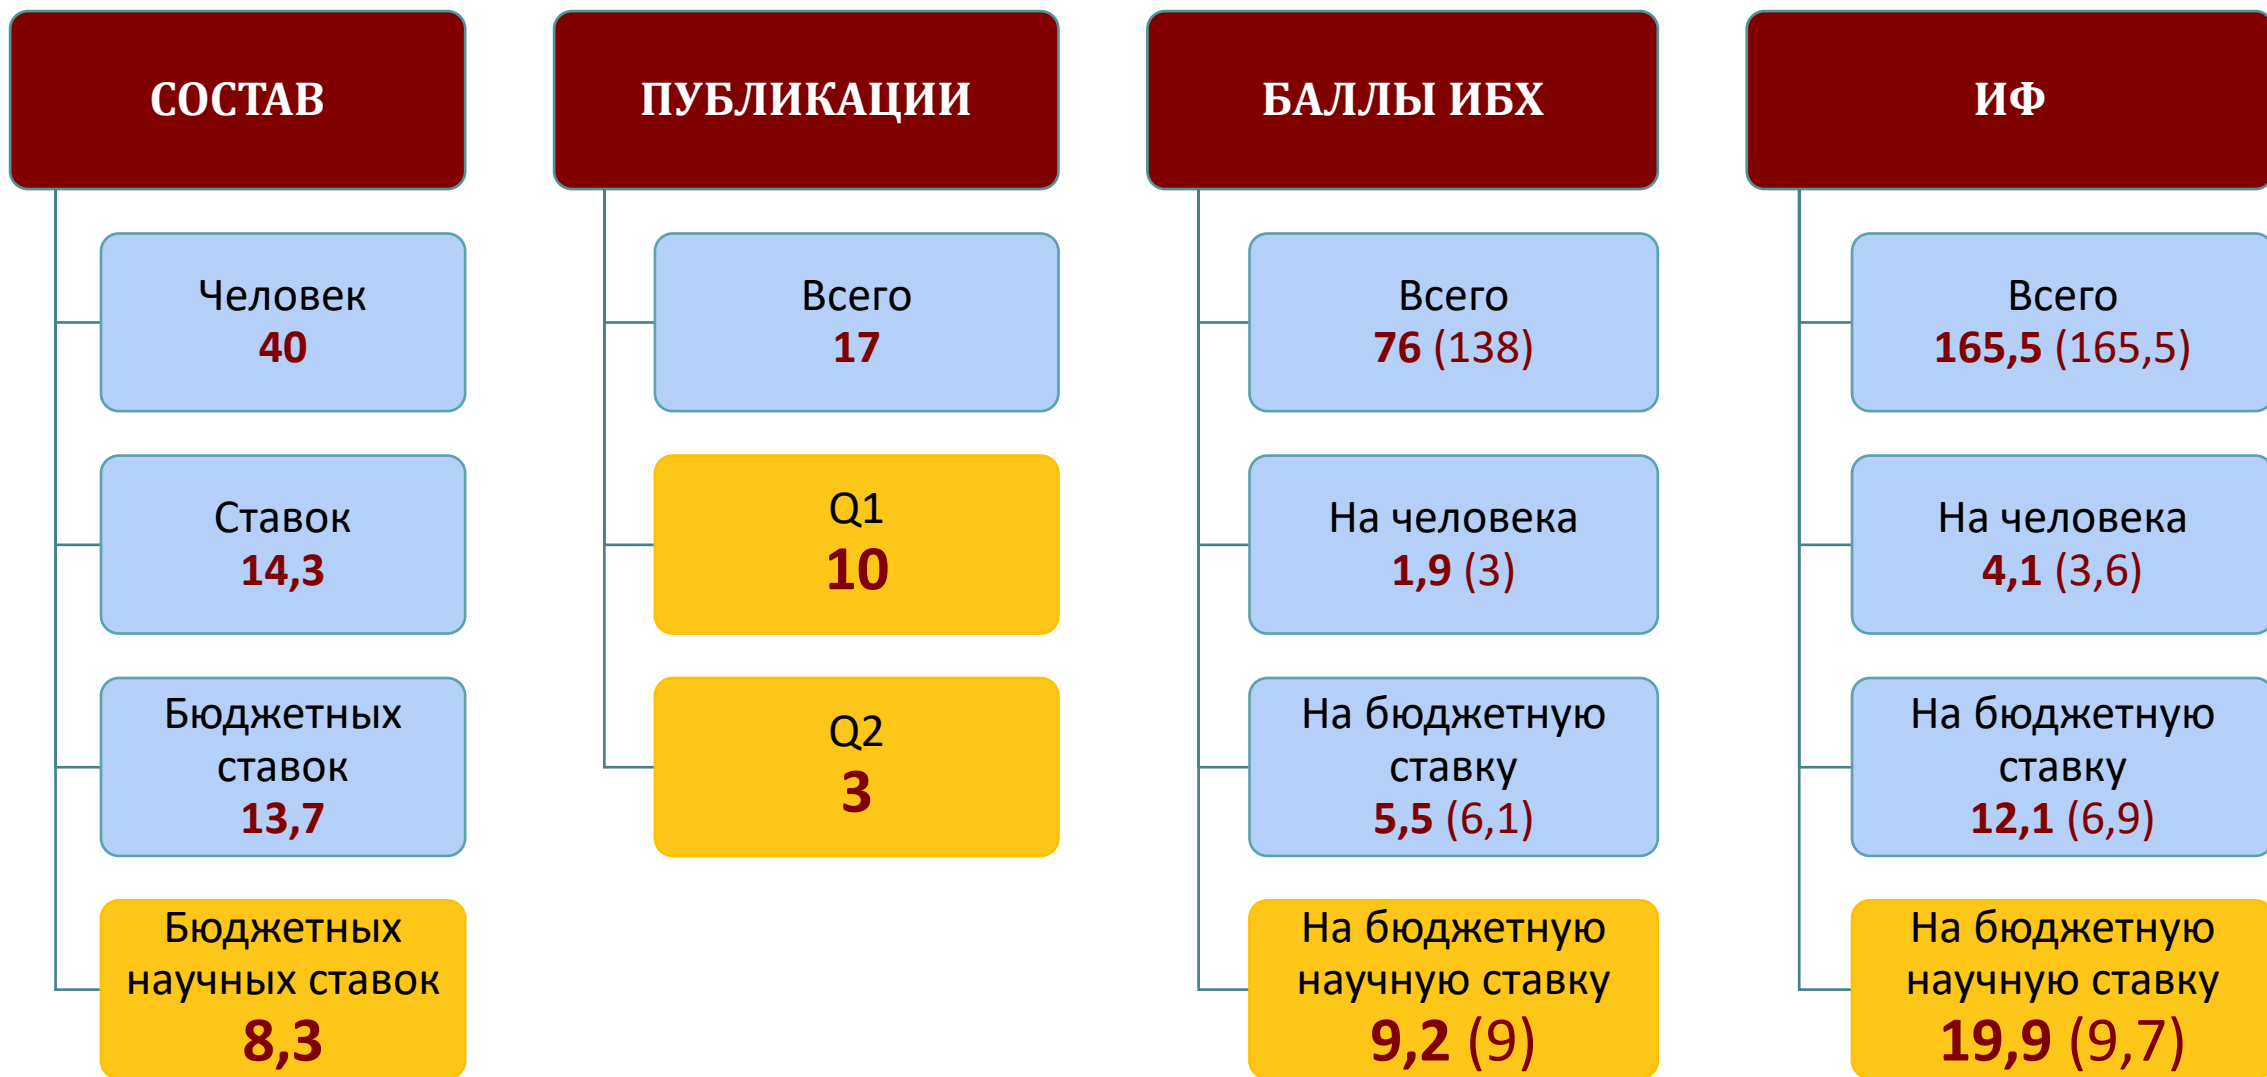 СОСТАВ
Человек
40
Ставок
14,3
Бюджетных
ставок
13,7
Бюджетных
научных ставок
8,3
ПУБЛИКАЦИИ
Всего
17
Q1
10
Q2
3
БАЛЛЫ ИБХ
Всего
76 (138)
На человека
1,9 (3)
На бюджетную
ставку
5,5 (6,1)
На бюджетную
научную ставку
9,2 (9)
ИФ
Всего
165,5 (165,5)
На человека
4,1 (3,6)
На бюджетную
ставку
12,1 (6,9)
На бюджетную
научную ставку
19,9 (9,7)